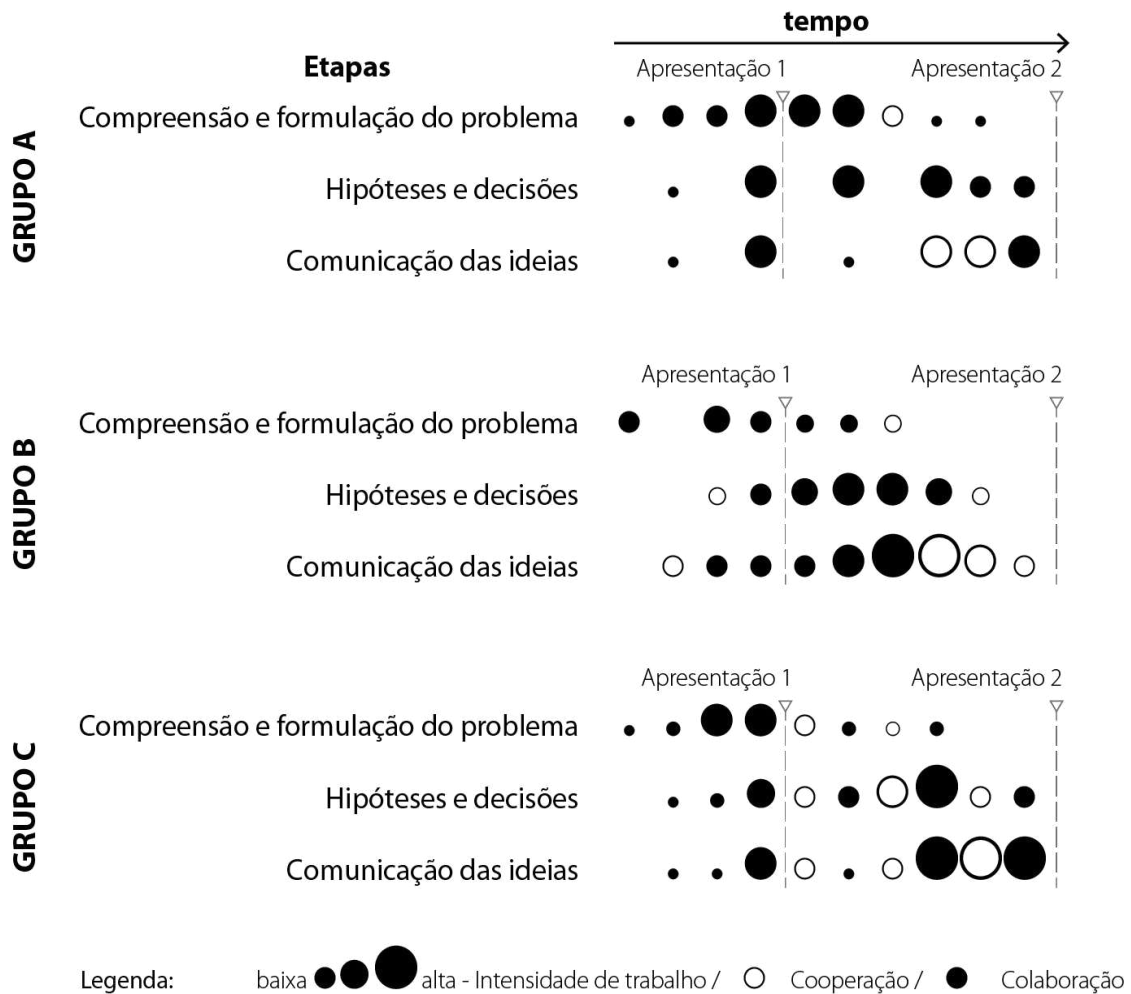 tempo
Etapas
Apresentação 1
Apresentação 2
GRUPO A
Compreensão e formulação do problema
Hipóteses e decisões
Comunicação das ideias
Apresentação 1
Apresentação 2
GRUPO B
Compreensão e formulação do problema
Hipóteses e decisões
Comunicação das ideias
Apresentação 1
Apresentação 2
GRUPO C
Compreensão e formulação do problema
Hipóteses e decisões
Comunicação das ideias
Legenda: baixa alta - Intensidade de trabalho / Cooperação / Colaboração